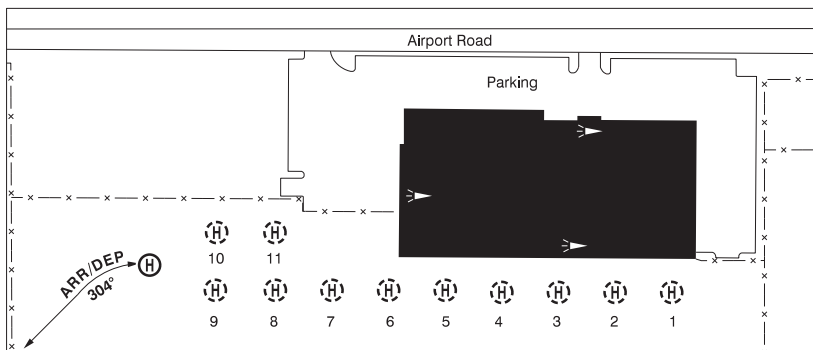 Airport Road
Parking
H H
10 11
ARR/DEP
304°
H
H H H H H H H H H
9 8 7 6 5 4 3 2 1